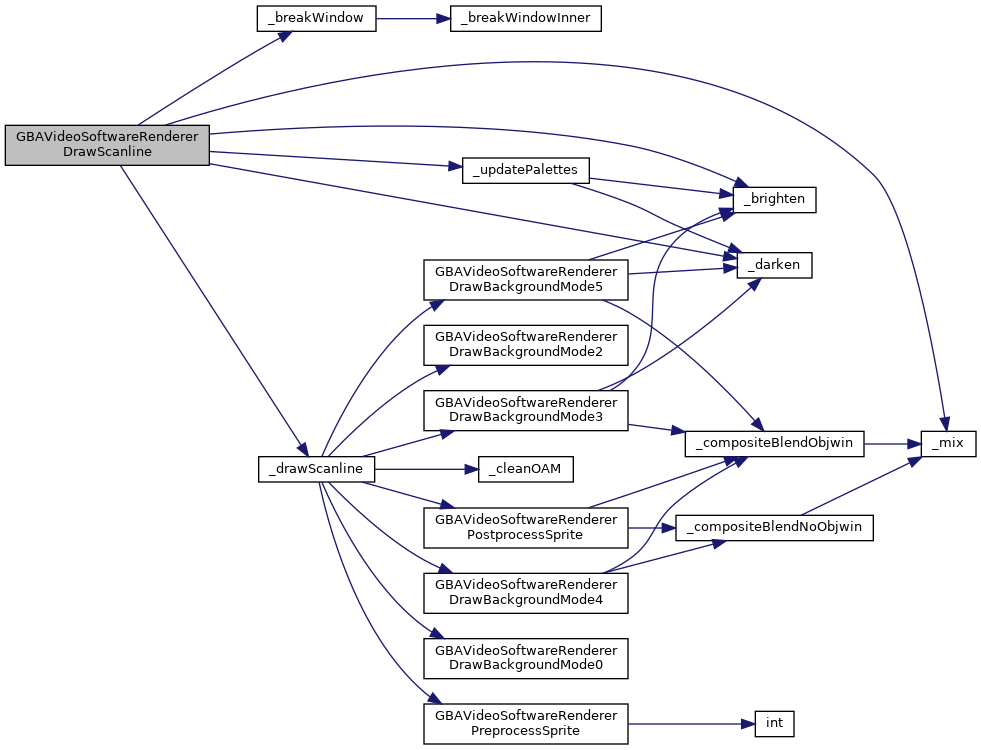 _breakWindow
_breakWindowInner
GBAVideoSoftwareRenderer
DrawScanline
_updatePalettes
_brighten
_darken
GBAVideoSoftwareRenderer
DrawBackgroundMode5
GBAVideoSoftwareRenderer
DrawBackgroundMode2
GBAVideoSoftwareRenderer
DrawBackgroundMode3
_compositeBlendObjwin
_mix
_drawScanline
_cleanOAM
GBAVideoSoftwareRenderer
PostprocessSprite
_compositeBlendNoObjwin
GBAVideoSoftwareRenderer
DrawBackgroundMode4
GBAVideoSoftwareRenderer
DrawBackgroundMode0
GBAVideoSoftwareRenderer
PreprocessSprite
int